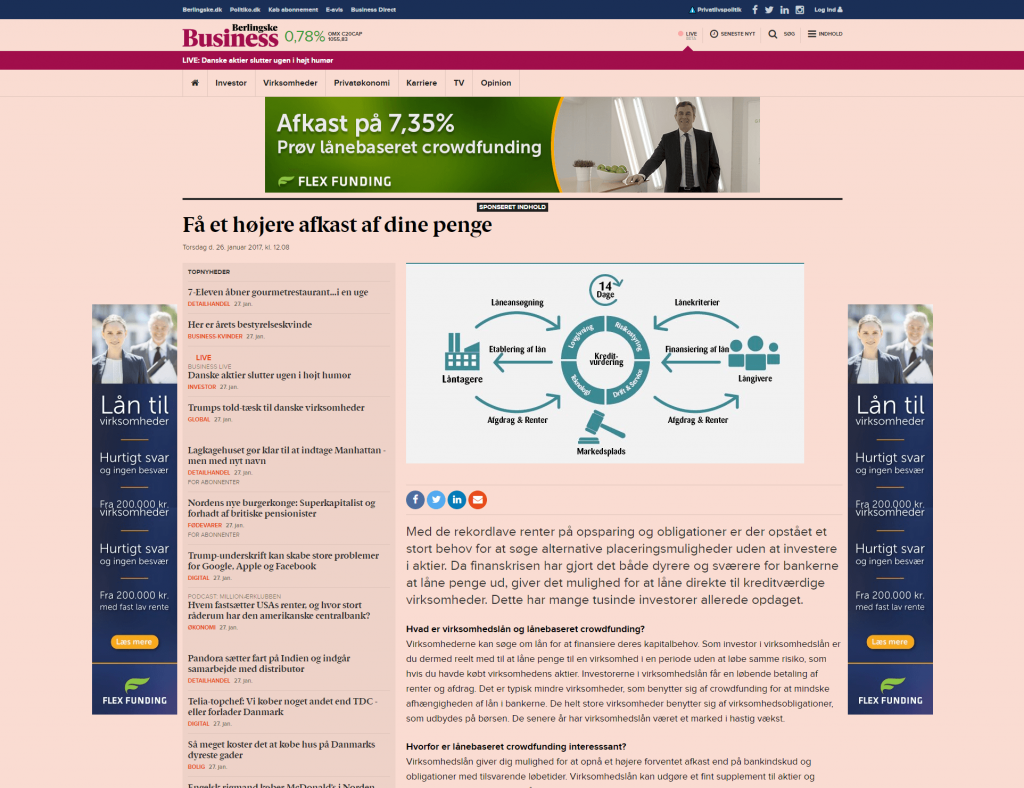 Berlingske.dk Politiko.dk Køb abonnement E-avis Business Direct Privatlivspolitik Log ind
Berlingske
Business 0,78% OMX C20CAP
1055.83
LIVE
BETA
SENESTE NYT SØG INDHOLD
LIVE: Danske aktier slutter ugen i højt humør
Investor Virksomheder Privatøkonomi Karriere TV Opinion
Afkast på 7,35%
Prøv lånebaseret crowdfunding
FLEX FUNDING
SPONSERET INDHOLD
Få et højere afkast af dine penge
Torsdag d. 26. januar 2017, kl. 12.08
TOPNYHEDER
7-Eleven åbner gourmetrestaurant...i en uge
DETAILHANDEL 27. jan.
Her er årets bestyrelseskvinde
BUSINESS-KVINDER 27. jan.
LIVE
BUSINESS LIVE
Danske aktier slutter ugen i højt humor
INVESTOR 27. jan.
Trumps told-tæsk til danske virksomheder
GLOBAL 27. jan.
Lagkagehuset gør klar til at indtage Manhattan -
men med nyt navn
DETAILHANDEL 27. jan.
FOR ABONNENTER
Nordens nye burgerkonge: Superkapitalist og
forhadt af britiske pensionister
FØDEVARER 27. jan.
FOR ABONNENTER
Trump-underskrift kan skabe store problemer
for Google, Apple og Facebook
DIGITAL 27. jan.
PODCAST: MILLIONÆRKLUBBEN
Hvem fastsætter USAs renter, og hvor stort
råderum har den amerikanske centralbank?
ØKONOMI 27. jan.
Pandora sætter fart på Indien og indgår
samarbejde med distributør
DETAILHANDEL 27. jan.
Telia-topchef: Vi køber noget andet end TDC -
eller forlader Danmark
DIGITAL 27. jan.
Så meget koster det at købe hus på Danmarks
dyreste gader
BOLIG 27. jan.
Engelsk sigmand køber McDonald's i Norden
14
Dage
Låneansøgning
Lånekriterier
Långivning
Risikostyring
Etablering af lån
Kredit-
vurdering
Finansiering af lån
Låntagere
Långivere
Teknologi
Drift & Service
Afgdrag & Renter
Afgdrag & Renter
Markedsplads
Med de rekordlave renter på opsparing og obligationer er der opstået et
stort behov for at søge alternative placeringsmuligheder uden at investere
i aktier. Da finanskrisen har gjort det både dyrere og sværere for bankerne
at låne penge ud, giver det mulighed for at låne direkte til kreditværdige
virksomheder. Dette har mange tusinde investorer allerede opdaget.
Hvad er virksomhedslån og lånebaseret crowdfunding?
Virksomhederne kan søge om lån for at finansiere deres kapitalbehov. Som investor i virksomhedslån er
du dermed reelt med til at låne penge til en virksomhed i en periode uden at løbe samme risiko, som
hvis du havde købt virksomhedens aktier. Investorerne i virksomhedslån får en løbende betaling af
renter og afdrag. Det er typisk mindre virksomheder, som benytter sig af crowdfunding for at mindske
afhængigheden af lån i bankerne. De helt store virksomheder benytter sig af virksomhedsobligationer,
som udbydes på børsen. De senere år har virksomhedslån været et marked i hastig vækst.
Hvorfor er lånebaseret crowdfunding interesssant?
Virksomhedslån giver dig mulighed for at opnå et højere forventet afkast end på bankindskud og
obligationer med tilsvarende løbetider. Virksomhedslån kan udgøre et fint supplement til aktier og
Lån til
virksomheder
Hurtigt svar
og ingen besvær
Fra 200.000 kr.
virksomheder
Hurtigt svar
og ingen besvær
Fra 200.000 kr.
med fast lav rente
Læs mere
FLEX FUNDING
Lån til
virksomheder
Hurtigt svar
og ingen besvær
Fra 200.000 kr.
virksomheder
Hurtigt svar
og ingen besvær
Fra 200.000 kr.
med fast lav rente
Læs mere
FLEX FUNDING